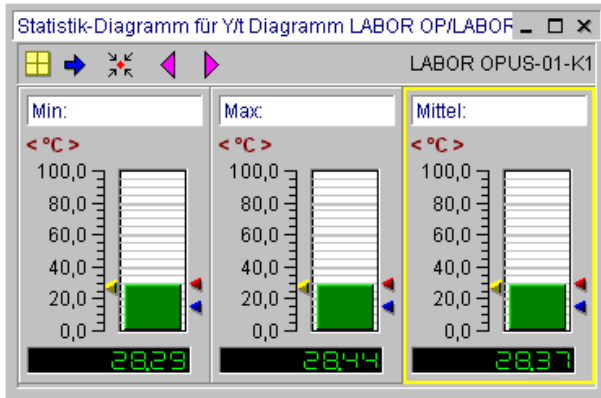 Statistik-Diagramm für Y/t Diagramm LABOR OP/LABOR
LABOR OPUS-01-K1
Min:
<°C>
100,0
80,0
60,0
40,0
20,0
0,0
28,29
Max:
<°C>
100,0
80,0
60,0
40,0
20,0
0,0
28,44
Mittel:
<°C>
100,0
80,0
60,0
40,0
20,0
0,0
28,37